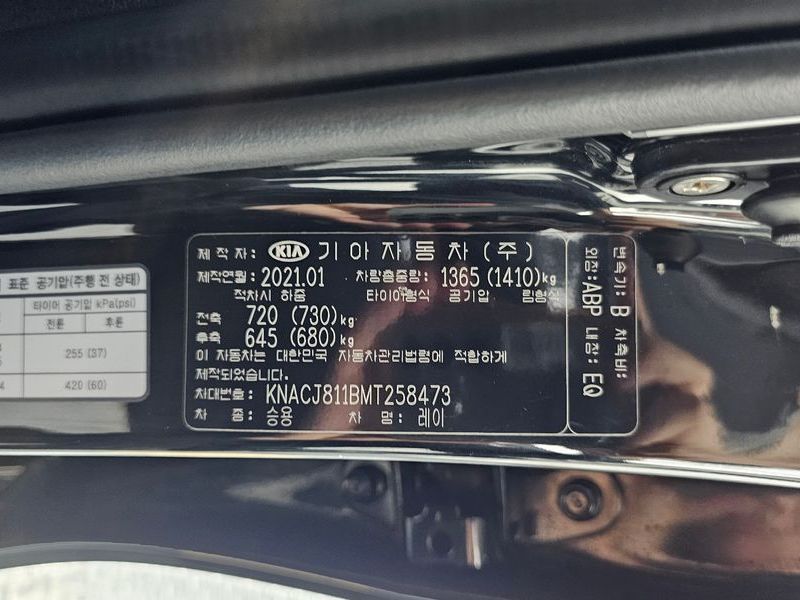 표준 공기압(주행 전 상태)
타이어 공기압 kPa(psi)
전륜 후륜
255 (37)
4 420 (60)
제작자: KIA 기아자동차(주)
제작연월: 2021.01 차량총중량: 1365 (1410)kg
적차시 하중 타이어형식 공기압 림형식
전축 720 (730)kg
후축 645 (680)kg
이 자동차는 대한민국 자동차관리법령에 적합하게
제작되었습니다.
차대번호: KNACJ811BMT258473
차 종: 승용 차 명: 레이
변속기: B 차축비:
외장: ABP 내장: EQ